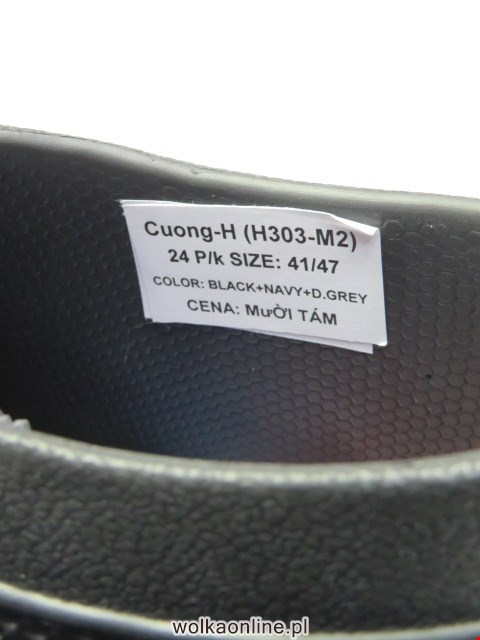 Cuong-H (H303-M2)
24 P/k SIZE: 41/47
COLOR: BLACK+NAVY+D.GREY
CENA: MưỜI TÁM
wolkaonline.pl